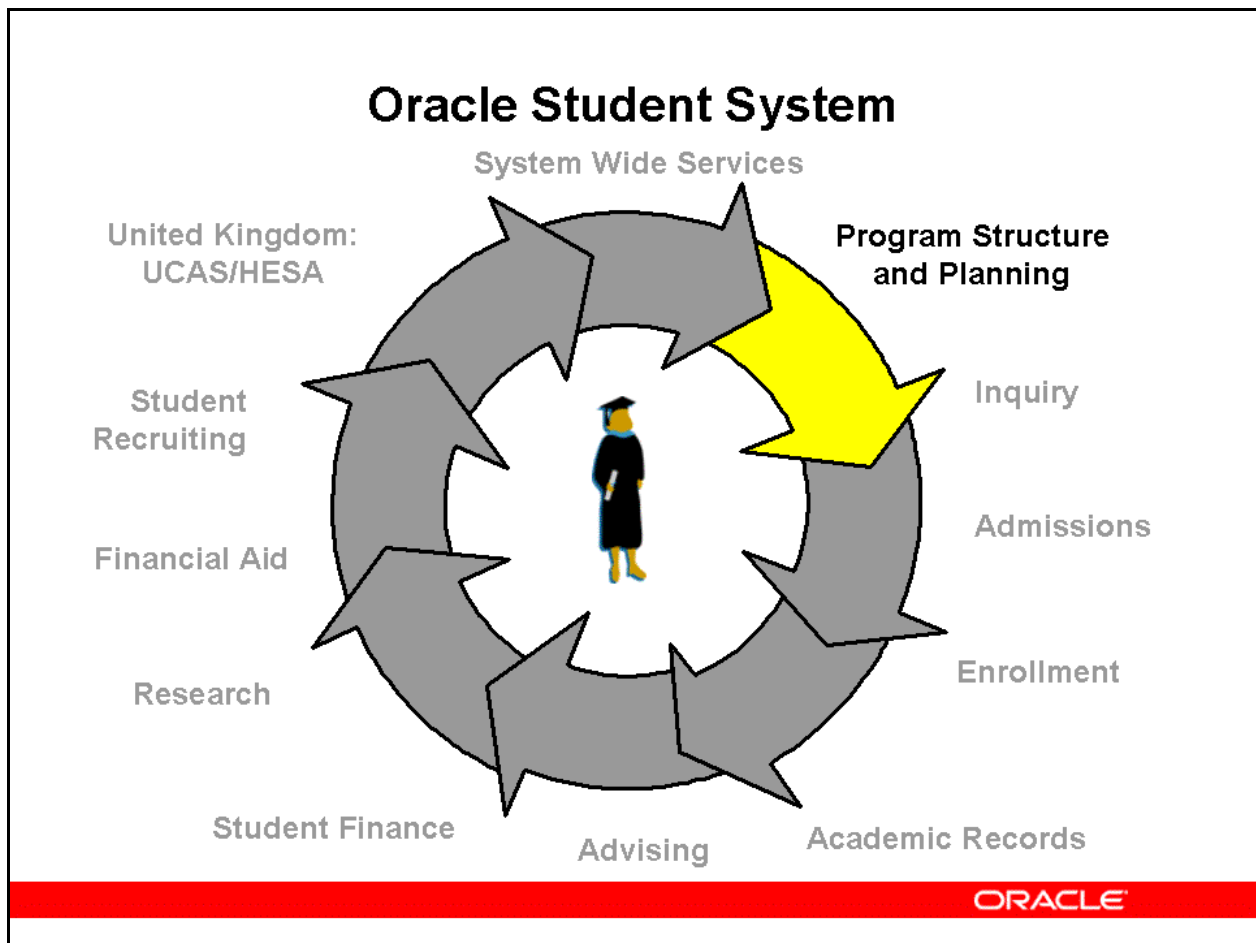 Oracle Student System
System Wide Services
Program Structure
and Planning
Inquiry
Admissions
Enrollment
Academic Records
Advising
Student Finance
Research
Financial Aid
Student
Recruiting
United Kingdom:
UCAS/HESA
ORACLE